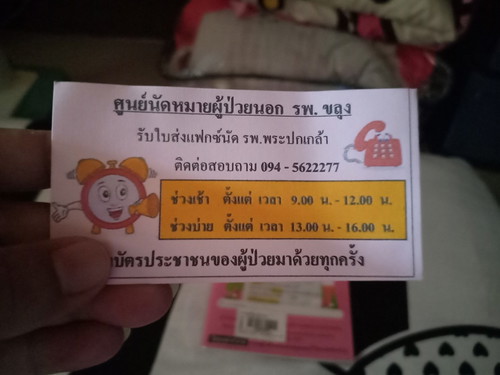 ศูนย์นัดหมายผู้ป่วยนอก รพ. ขลุง
รับใบส่งแฟกซ์นัด รพ.พระปกเกล้า
ติดต่อสอบถาม 094 - 5622277
ช่วงเช้า ตั้งแต่ เวลา 9.00 น. - 12.00 น.
ช่วงบ่าย ตั้งแต่ เวลา 13.00 น. - 16.00 น.
บัตรประชาชนของผู้ป่วยมาด้วยทุกครั้ง